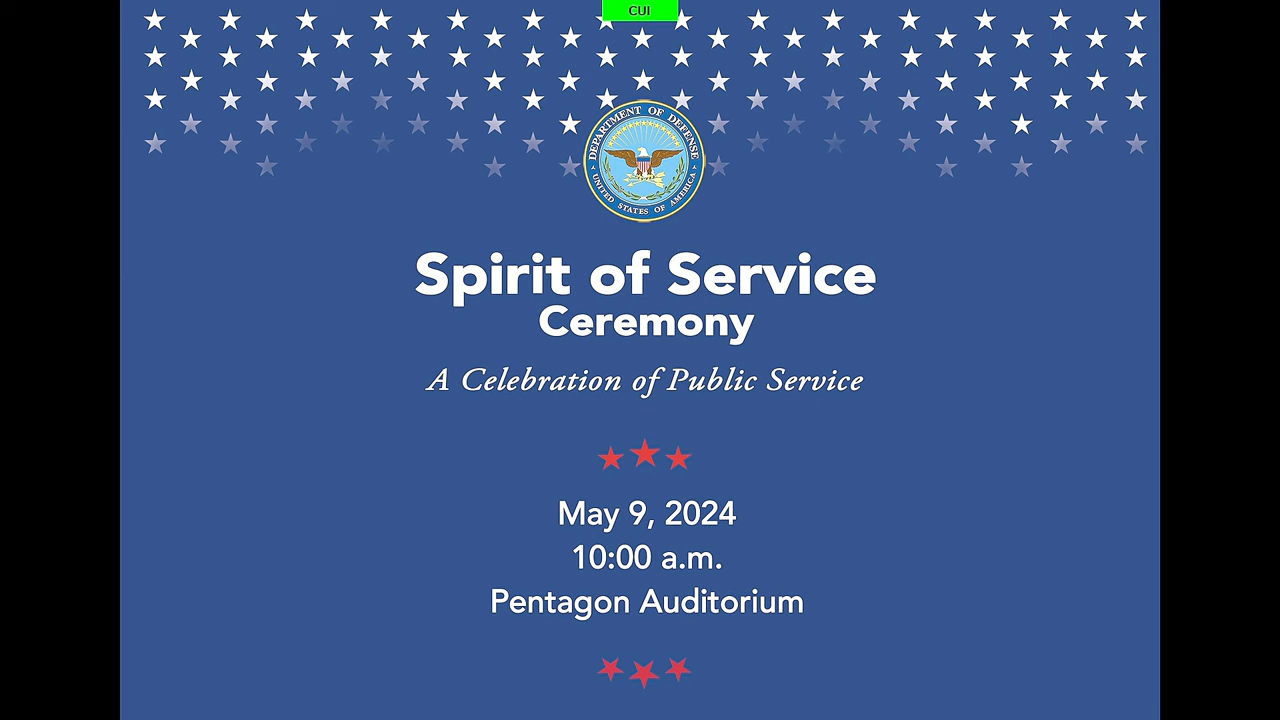 CUI
DEPARTMENT OF DEFENSE
UNITED STATES OF AMERICA
Spirit of Service
Ceremony
A Celebration of Public Service
May 9, 2024
10:00 a.m.
Pentagon Auditorium